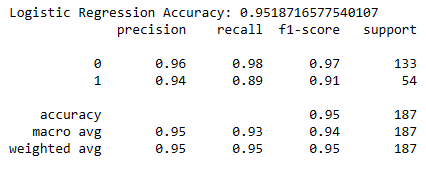 Logistic Regression Accuracy: 0.9518716577540107
precision recall f1-score support
0 0.96 0.98 0.97 133
1 0.94 0.89 0.91 54
accuracy 0.95 187
macro avg 0.95 0.93 0.94 187
weighted avg 0.95 0.95 0.95 187